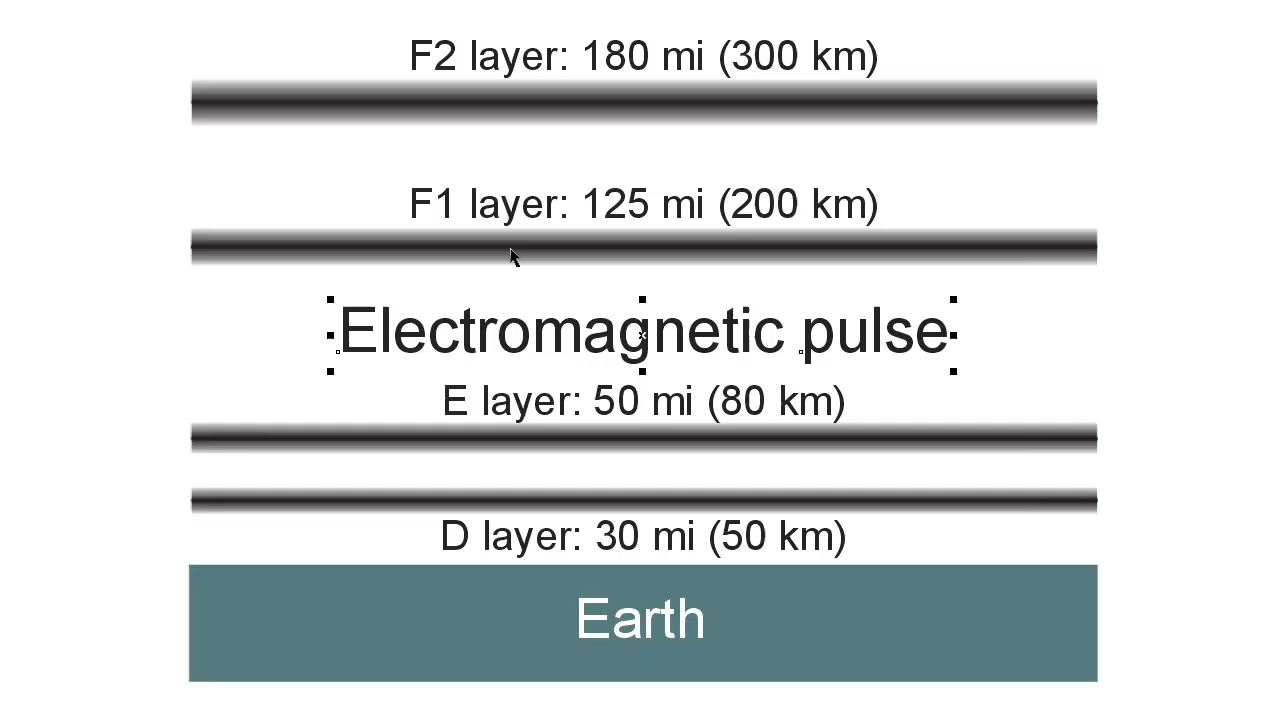 F2 layer: 180 mi (300 km)
F1 layer: 125 mi (200 km)
Electromagnetic pulse
E layer: 50 mi (80 km)
D layer: 30 mi (50 km)
Earth